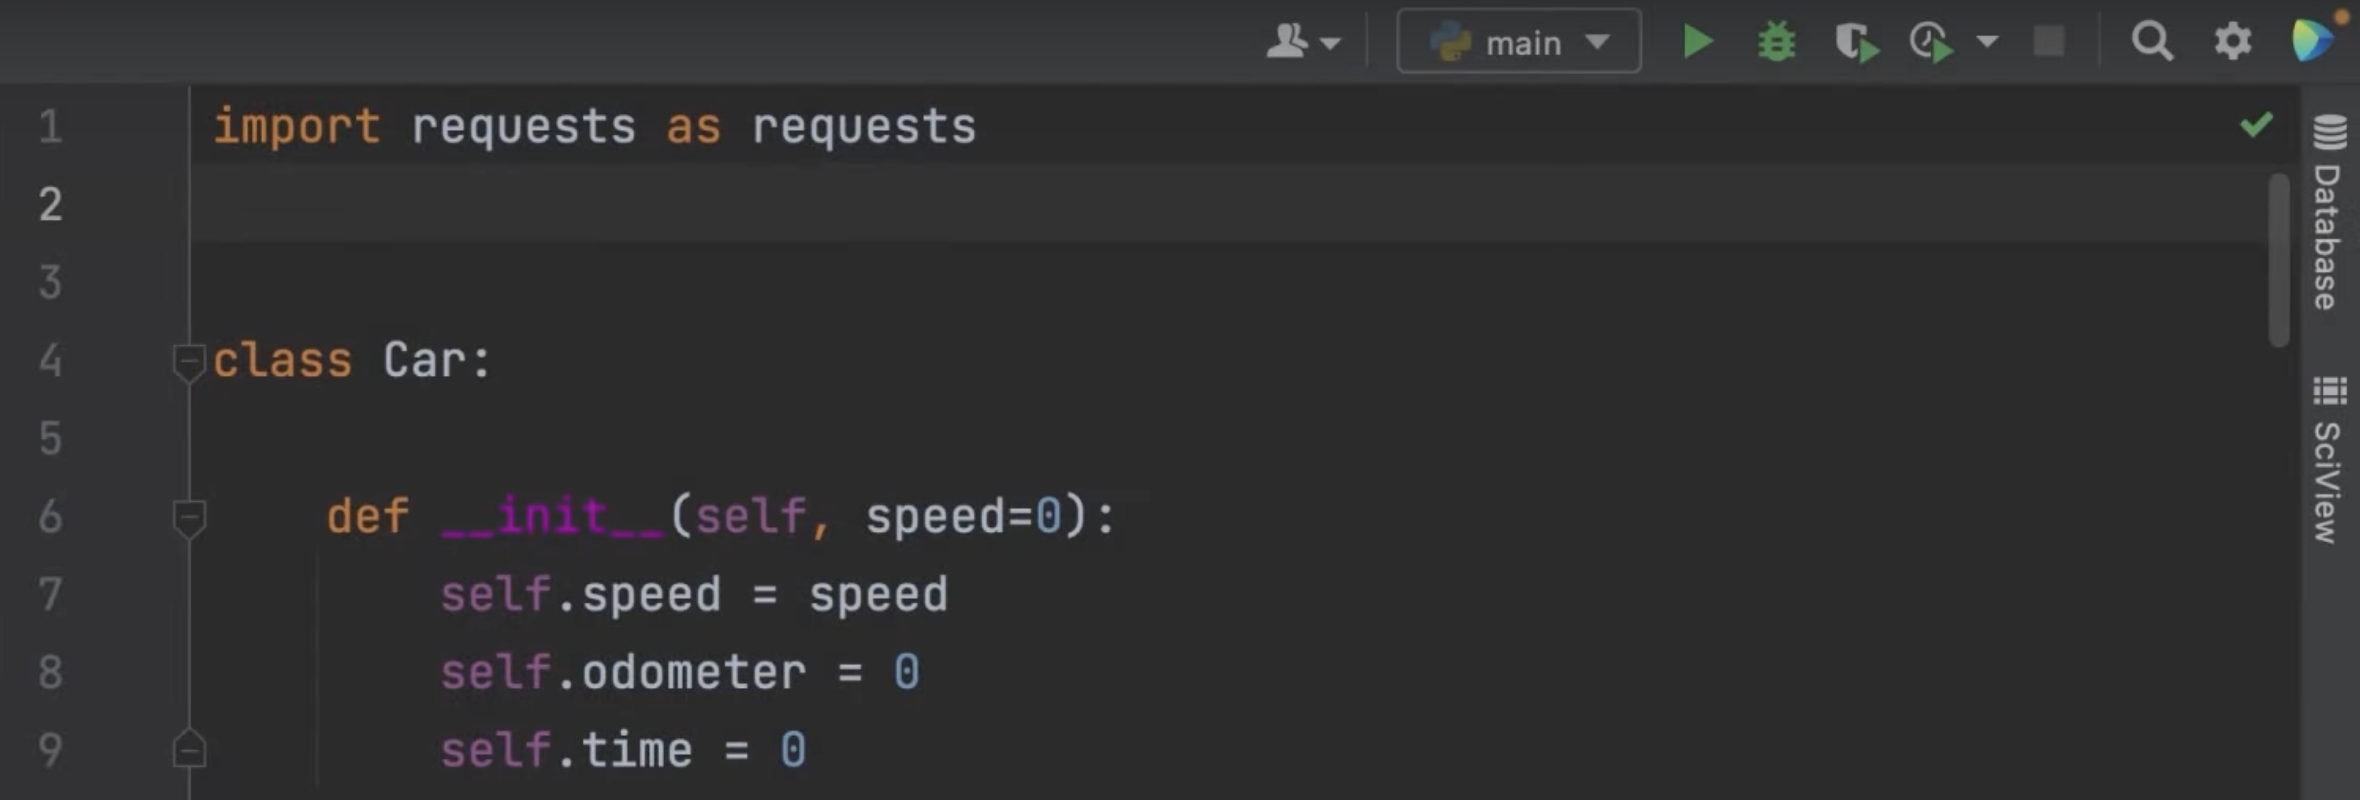 main
1 import requests as requests
2
3
4 class Car:
5
6     def __init__(self, speed=0):
7         self.speed = speed
8         self.odometer = 0
9         self.time = 0
Database
SciView